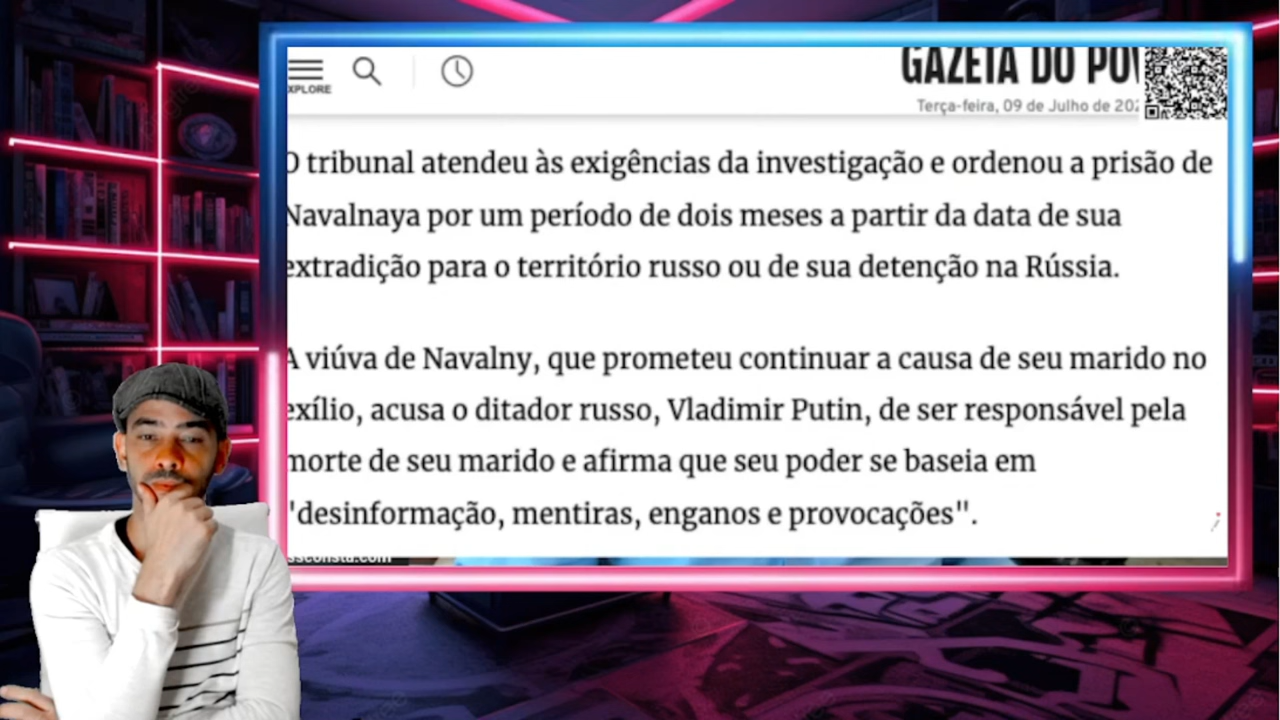 XPLORE
GAZETA DO
Terça-feira, 09 de Julho de 202
O tribunal atendeu às exigências da investigação e ordenou a prisão de
Navalnaya por um período de dois meses a partir da data de sua
extradição para o território russo ou de sua detenção na Rússia.
A viúva de Navalny, que prometeu continuar a causa de seu marido no
exílio, acusa o ditador russo, Vladimir Putin, de ser responsável pela
morte de seu marido e afirma que seu poder se baseia em
"desinformação, mentiras, enganos e provocações".